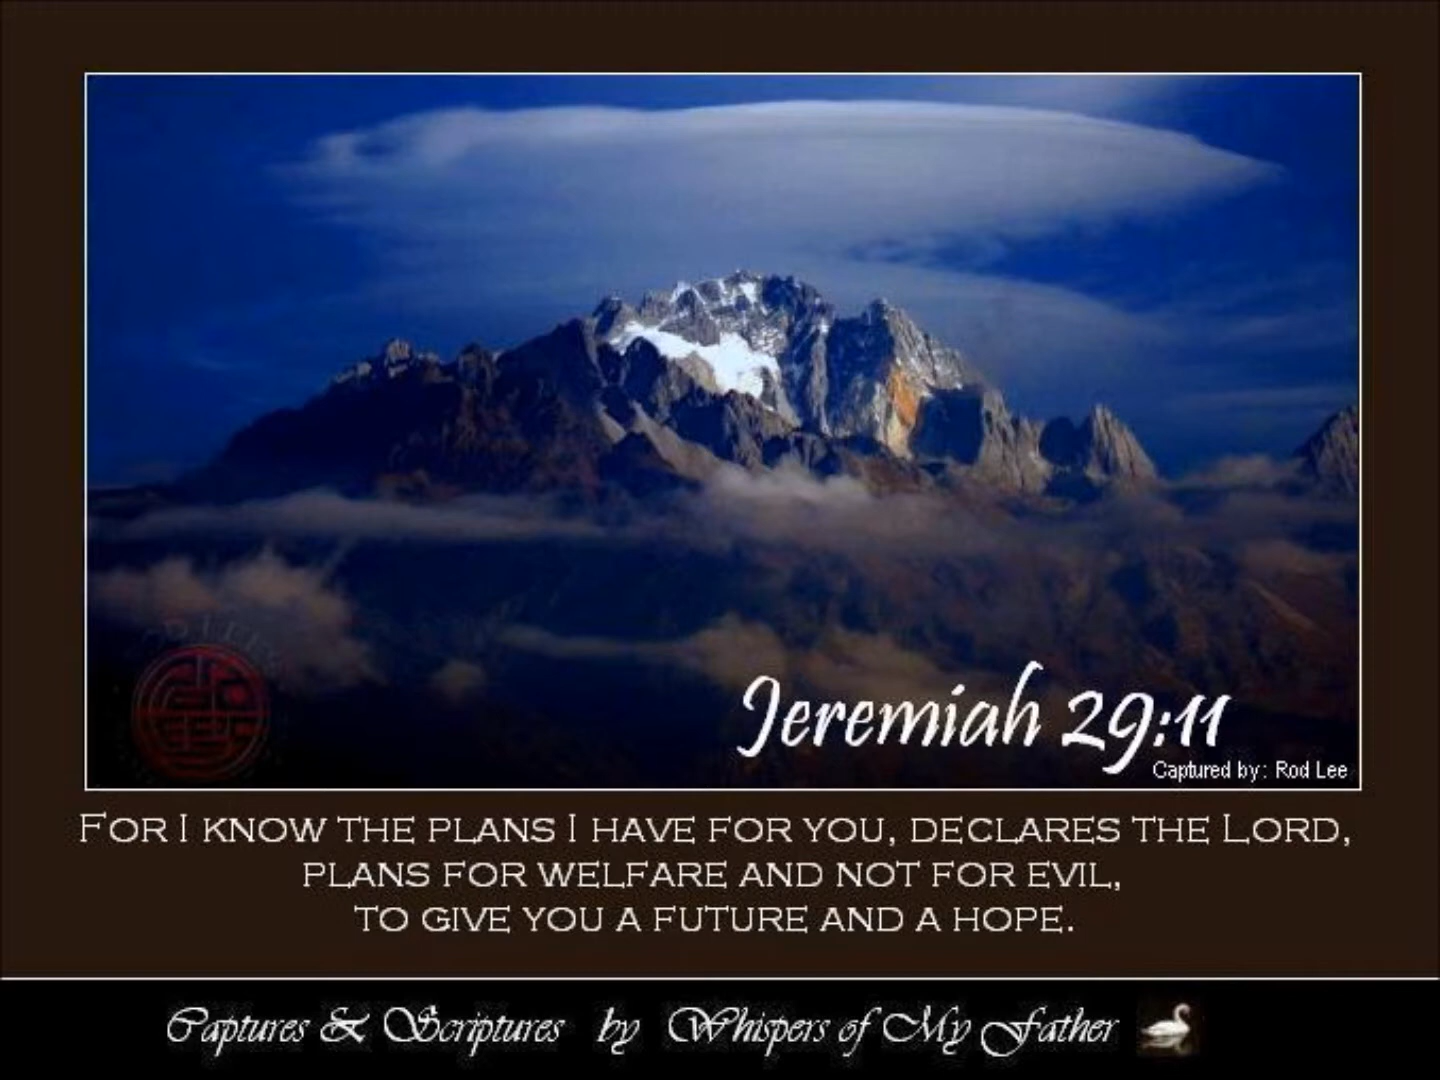 Jeremiah 29:11
Captured by: Rod Lee
For I know the plans I have for you, declares the Lord,
plans for welfare and not for evil,
to give you a future and a hope.
Captures & Scriptures by Whispers of My Father